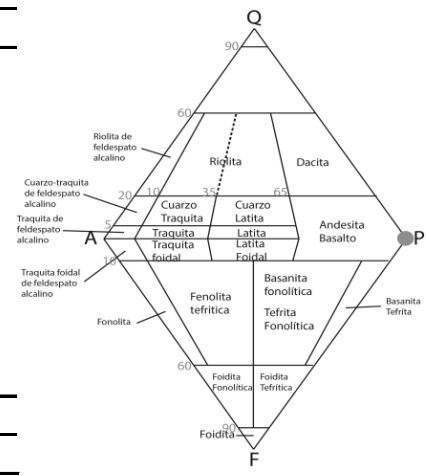 Q
90
60
Riolita de
feldespato
alcalino
Riolita
Dacita
Cuarzo-traquita
de feldespato
alcalino
20
10
35
65
Cuarzo
Traquita
Cuarzo
Latita
Traquita de
feldespato
alcalino
5
A
Traquita
Latita
Andesita
Basalto
P
Traquita
foidal
Latita
Foidal
10
Traquita foidal
de feldespato
alcalino
Fenolita
tefritica
Basanita
fonolítica
Tefrita
Fonolítica
Basanita
Tefrita
Fonolita
60
Foidita
Fonolítica
Foidita
Tefrítica
90
Foidita
F